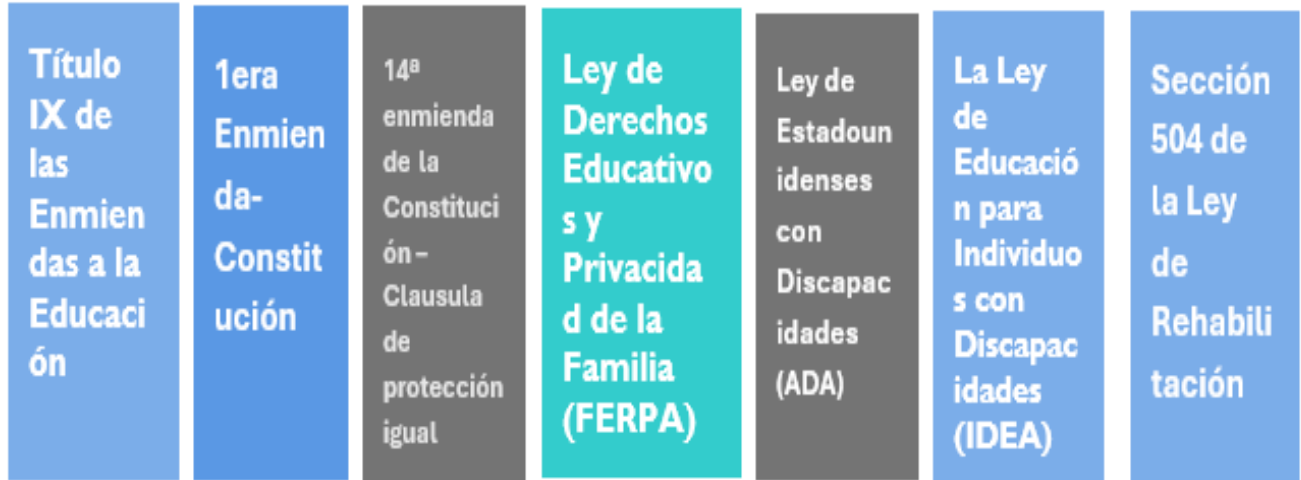 Título
IX de
las
Enmien
das a la
Educaci
ón
1era
Enmien
da-
Constit
ución
14ª
enmienda
de la
Constituci
ón –
Clausula
de
protección
igual
Ley de
Derechos
Educativo
s y
Privacida
d de la
Familia
(FERPA)
Ley de
Estadoun
idenses
con
Discapac
idades
(ADA)
La Ley
de
Educació
n para
Individuo
s con
Discapac
idades
(IDEA)
Sección
504 de
la Ley
de
Rehabili
tación